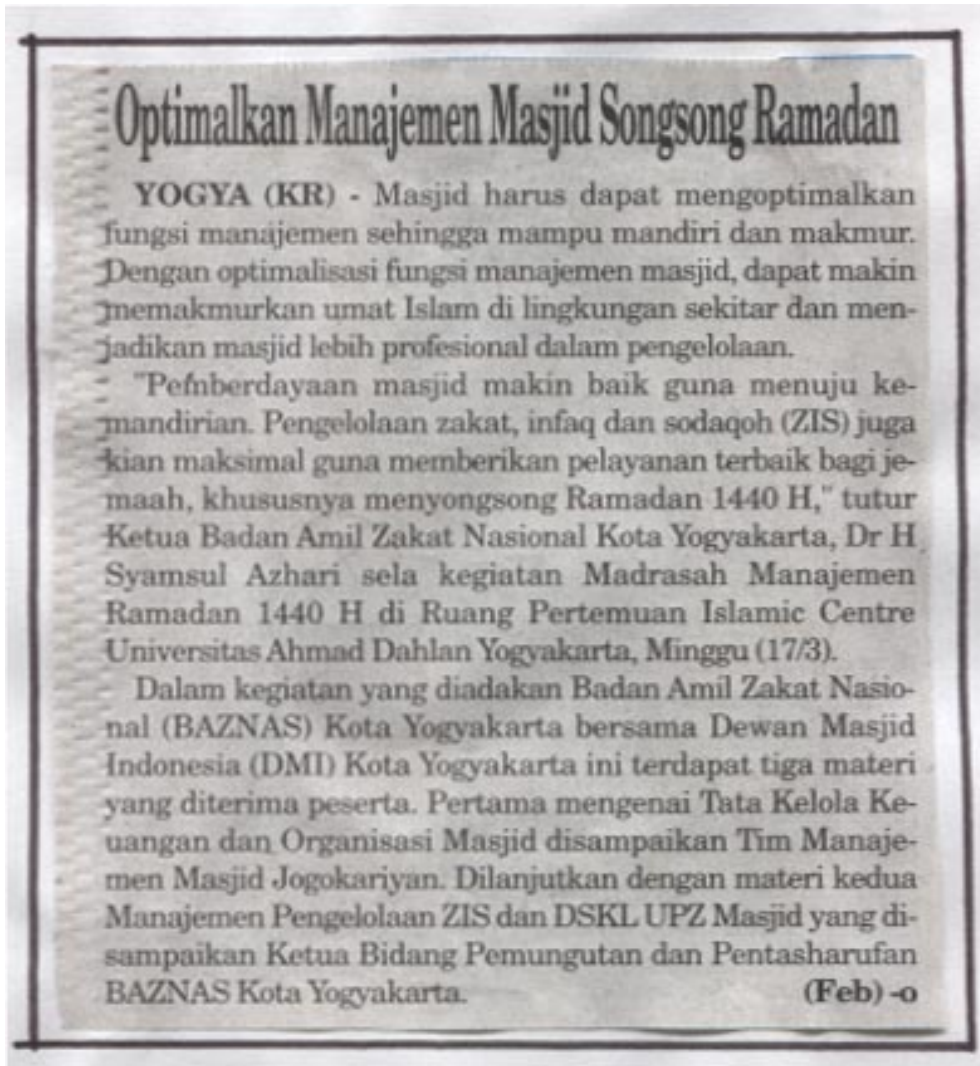 Optimalkan Manajemen Masjid Songsong Ramadan
YOGYA (KR) - Masjid harus dapat mengoptimalkan
fungsi manajemen sehingga mampu mandiri dan makmur.
Dengan optimalisasi fungsi manajemen masjid, dapat makin
memakmurkan umat Islam di lingkungan sekitar dan men-
jadikan masjid lebih profesional dalam pengelolaan.
"Pemberdayaan masjid makin baik guna menuju ke-
mandirian. Pengelolaan zakat, infaq dan sodaqoh (ZIS) juga
kian maksimal guna memberikan pelayanan terbaik bagi je-
maah, khususnya menyongsong Ramadan 1440 H," tutur
Ketua Badan Amil Zakat Nasional Kota Yogyakarta, Dr H
Syamsul Azhari sela kegiatan Madrasah Manajemen
Ramadan 1440 H di Ruang Pertemuan Islamic Centre
Universitas Ahmad Dahlan Yogyakarta, Minggu (17/3).
Dalam kegiatan yang diadakan Badan Amil Zakat Nasio-
nal (BAZNAS) Kota Yogyakarta bersama Dewan Masjid
Indonesia (DMI) Kota Yogyakarta ini terdapat tiga materi
yang diterima peserta. Pertama mengenai Tata Kelola Ke-
uangan dan Organisasi Masjid disampaikan Tim Manaje-
men Masjid Jogokariyan. Dilanjutkan dengan materi kedua
Manajemen Pengelolaan ZIS dan DSKL UPZ Masjid yang di-
sampaikan Ketua Bidang Pemungutan dan Pentasharufan
BAZNAS Kota Yogyakarta. (Feb) -o